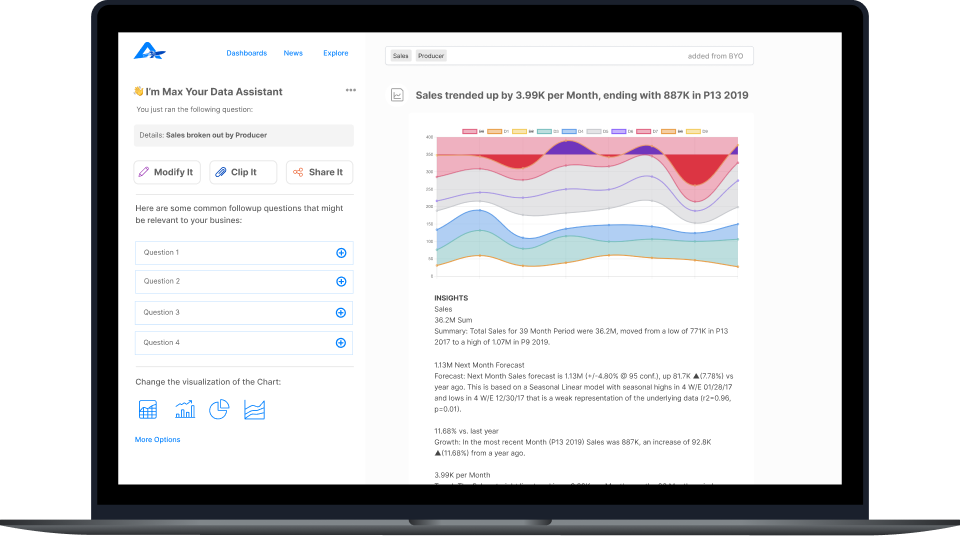 Dashboards News Explore
👋 I'm Max Your Data Assistant
You just ran the following question:
Details: Sales broken out by Producer
Modify It Clip It Share It
Here are some common followup questions that might
be relevant to your busines:
Question 1
Question 2
Question 3
Question 4
Change the visualization of the Chart:
More Options
Sales Producer added from BYO
Sales trended up by 3.99K per Month, ending with 887K in P13 2019
D1 D3 D4 D5 D6 D7 D8
400
350
300
250
200
150
100
50
0
INSIGHTS
Sales
36.2M Sum
Summary: Total Sales for 39 Month Period were 36.2M, moved from a low of 771K in P13
2017 to a high of 1.07M in P9 2019.
1.13M Next Month Forecast
Forecast: Next Month Sales forecast is 1.13M (+/-4.80% @ 95 conf.), up 81.7K ▲(7.78%) vs
year ago. This is based on a Seasonal Linear model with seasonal highs in 4 W/E 01/28/17
and lows in 4 W/E 12/30/17 that is a weak representation of the underlying data (r2=0.96,
p=0.01).
11.68% vs. last year
Growth: In the most recent Month (P13 2019) Sales was 887K, an increase of 92.8K
▲(11.68%) from a year ago.
3.99K per Month